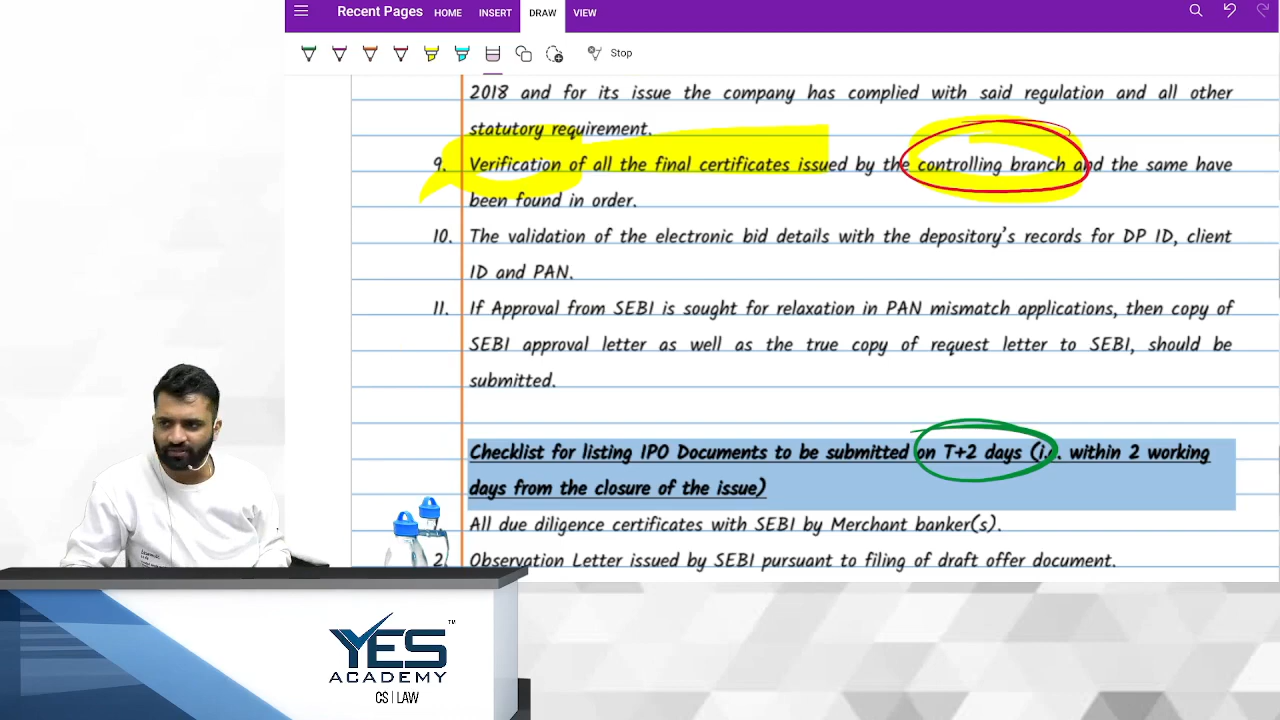 Recent Pages HOME INSERT DRAW VIEW
Stop
2018 and for its issue the company has complied with said regulation and all other
statutory requirement.
9. Verification of all the final certificates issued by the controlling branch and the same have
been found in order.
10. The validation of the electronic bid details with the depository's records for DP ID, client
ID and PAN.
11. If Approval from SEBI is sought for relaxation in PAN mismatch applications, then copy of
SEBI approval letter as well as the true copy of request letter to SEBI, should be
submitted.
Checklist for listing IPO Documents to be submitted on T+2 days (i.e. within 2 working
days from the closure of the issue)
1. All due diligence certificates with SEBI by Merchant banker(s).
2. Observation Letter issued by SEBI pursuant to filing of draft offer document.
YES™
ACADEMY
CS | LAW